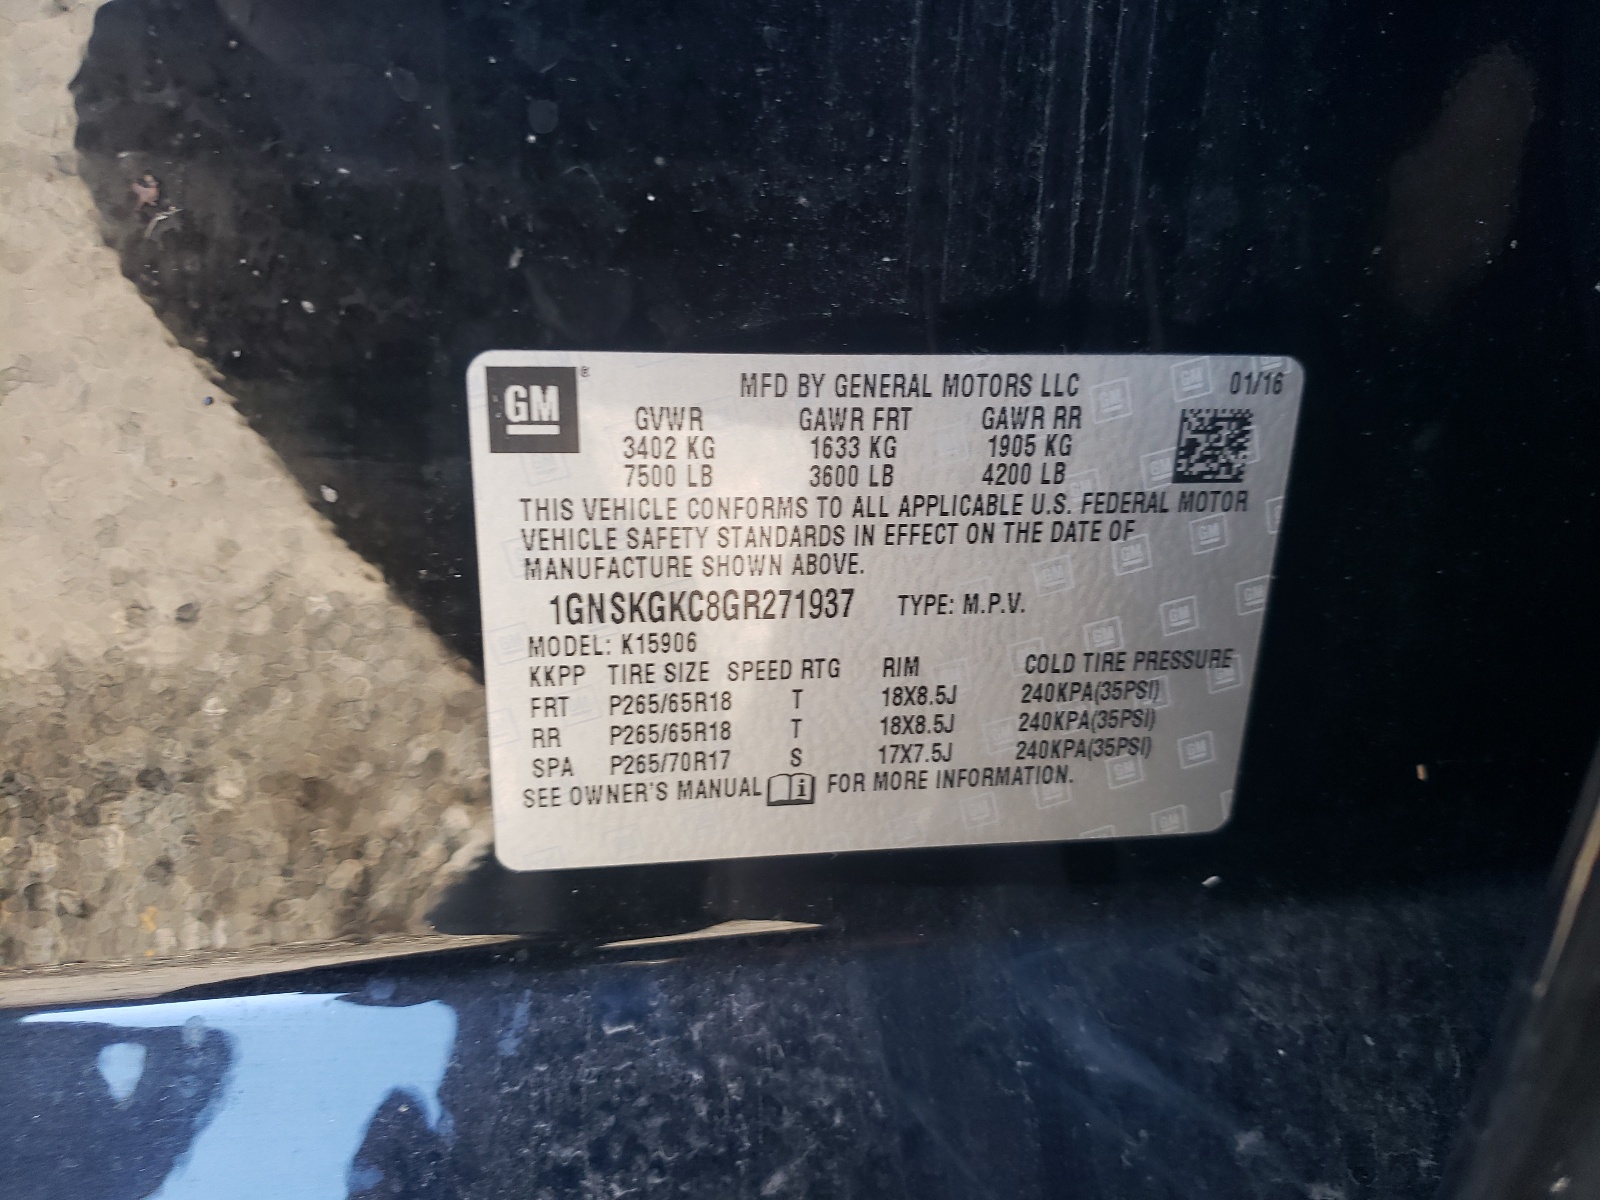 GM ®
MFD BY GENERAL MOTORS LLC 01/16
GVWR GAWR FRT GAWR RR
3402 KG 1633 KG 1905 KG
7500 LB 3600 LB 4200 LB
THIS VEHICLE CONFORMS TO ALL APPLICABLE U.S. FEDERAL MOTOR
VEHICLE SAFETY STANDARDS IN EFFECT ON THE DATE OF
MANUFACTURE SHOWN ABOVE.
1GNSKGKC8GR271937 TYPE: M.P.V.
MODEL: K15906
KKPP TIRE SIZE SPEED RTG RIM COLD TIRE PRESSURE
FRT P265/65R18 T 18X8.5J 240KPA(35PSI)
RR P265/65R18 T 18X8.5J 240KPA(35PSI)
SPA P265/70R17 S 17X7.5J 240KPA(35PSI)
SEE OWNER'S MANUAL i FOR MORE INFORMATION.